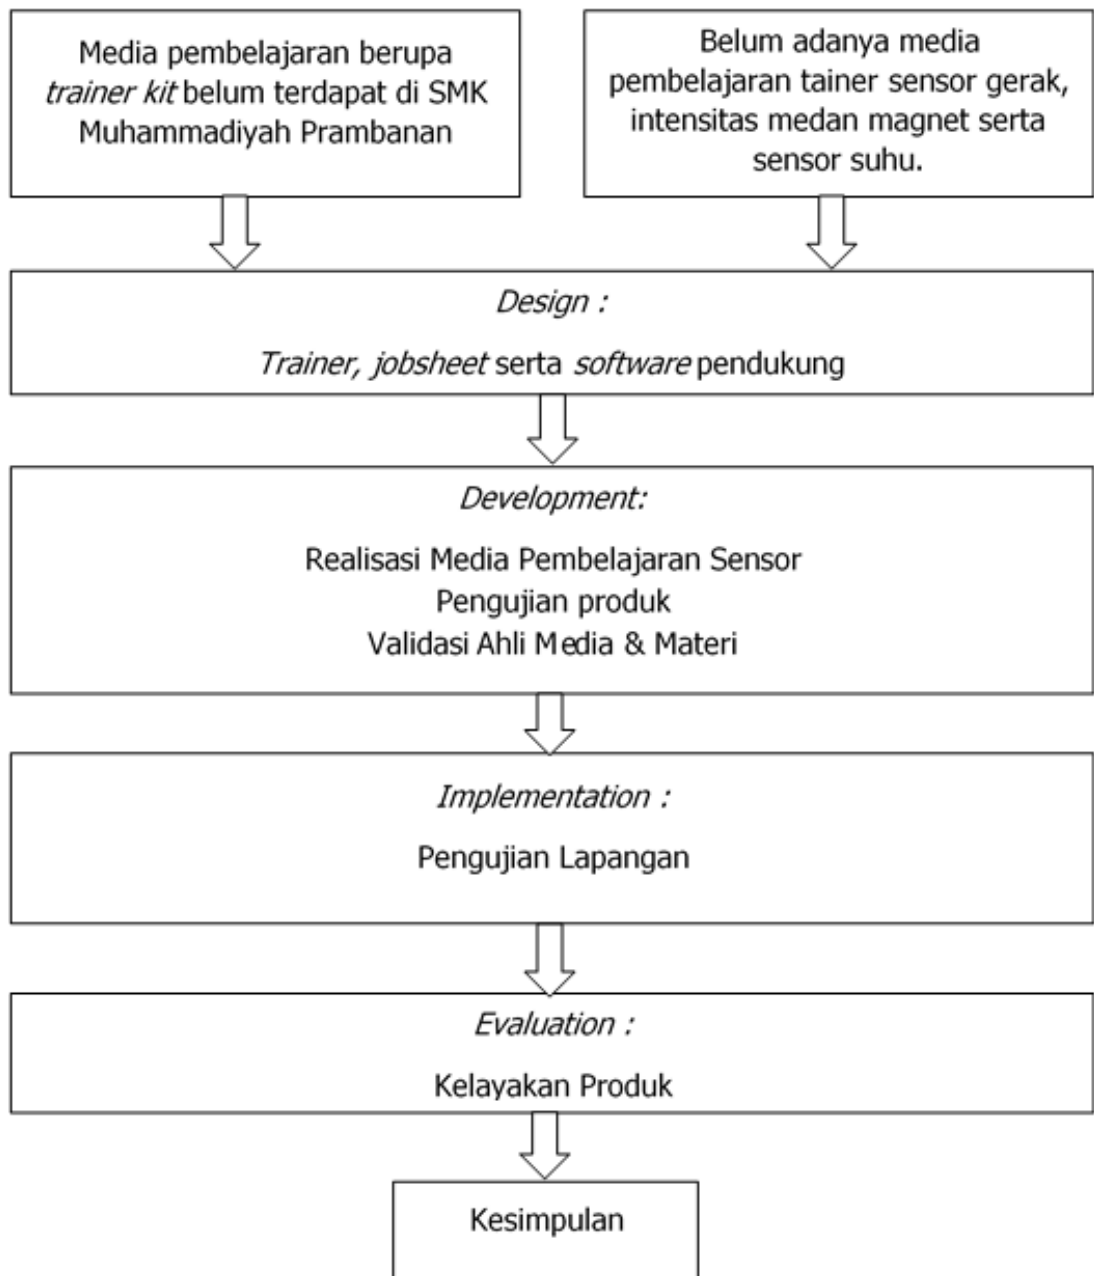 Media pembelajaran berupa
trainer kit belum terdapat di SMK
Muhammadiyah Prambanan
Belum adanya media
pembelajaran tainer sensor gerak,
intensitas medan magnet serta
sensor suhu.
Design :
Trainer, jobsheet serta software pendukung
Development:
Realisasi Media Pembelajaran Sensor
Pengujian produk
Validasi Ahli Media & Materi
Implementation :
Pengujian Lapangan
Evaluation :
Kelayakan Produk
Kesimpulan